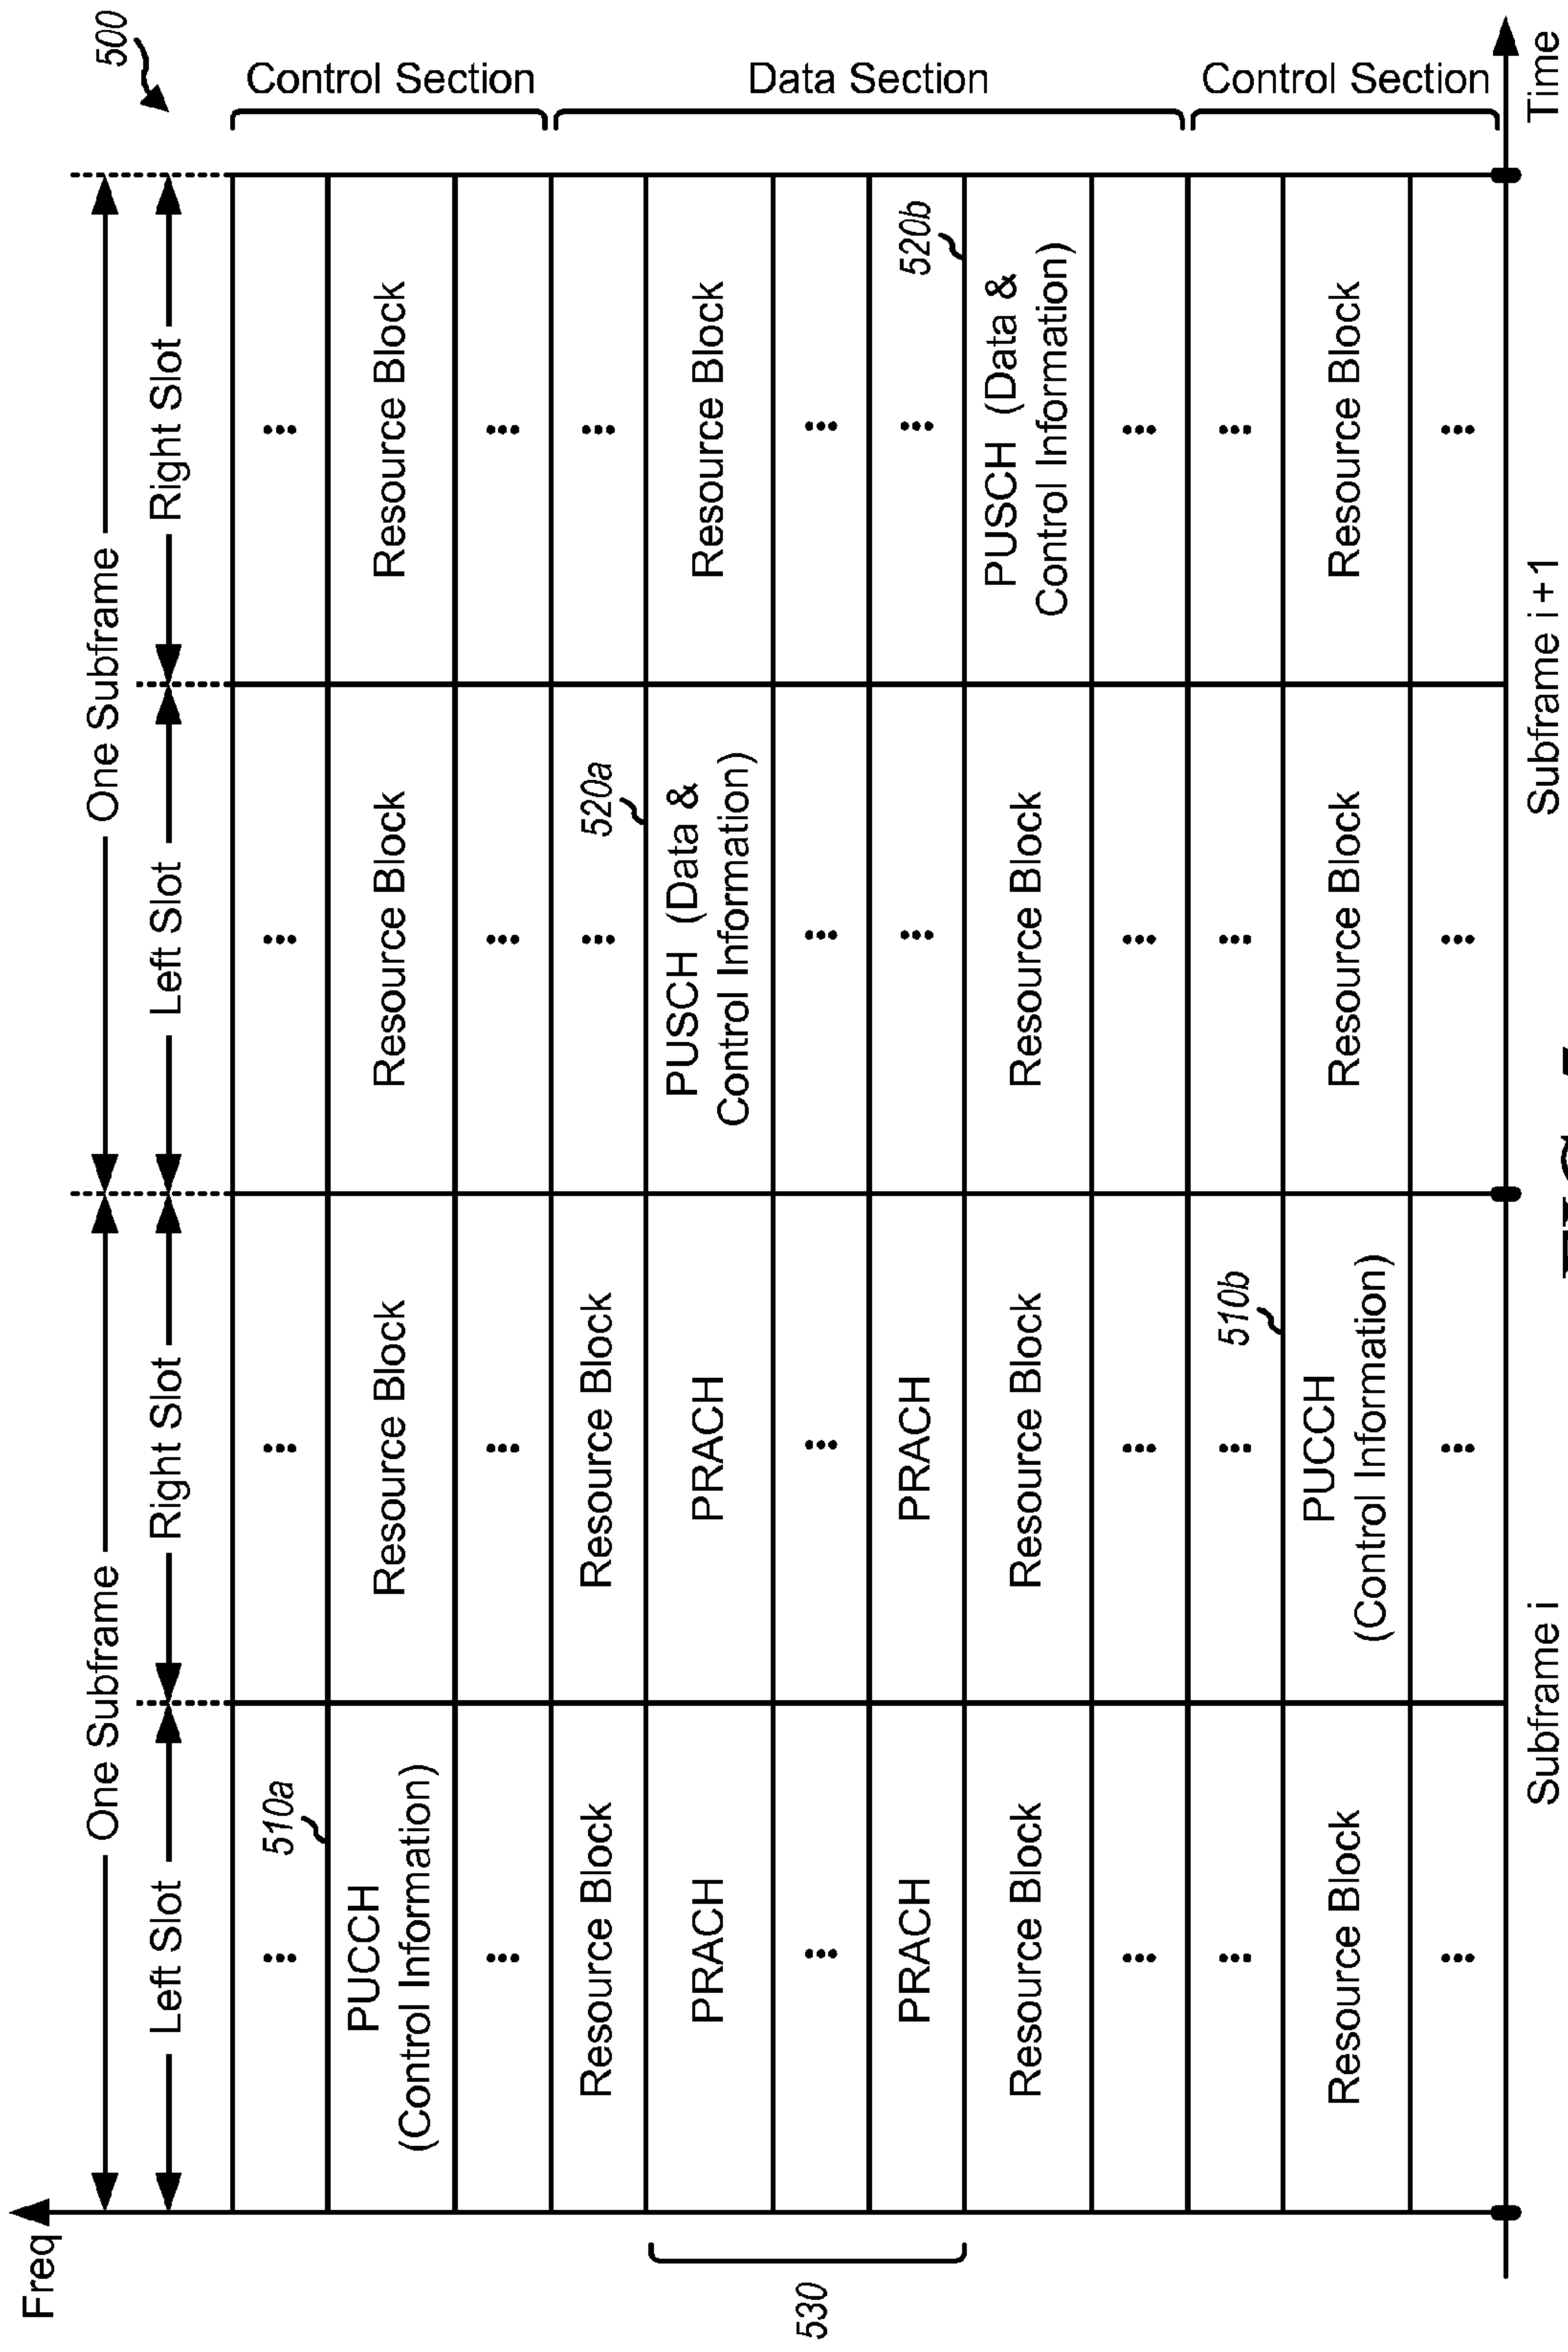 500
Freq
One Subframe
One Subframe
Left Slot
Right Slot
Left Slot
Right Slot
...
510a
...
...
...
Control Section
PUCCH
(Control Information)
Resource Block
Resource Block
Resource Block
...
...
...
...
Resource Block
Resource Block
...
520a
...
Data Section
530
PRACH
PRACH
PUSCH (Data &
Control Information)
Resource Block
...
...
...
...
PRACH
PRACH
...
...
520b
Resource Block
Resource Block
Resource Block
PUSCH (Data &
Control Information)
...
...
...
...
...
...
510b
...
...
Control Section
Resource Block
PUCCH
(Control Information)
Resource Block
Resource Block
...
...
...
...
Time
Subframe i
Subframe i + 1